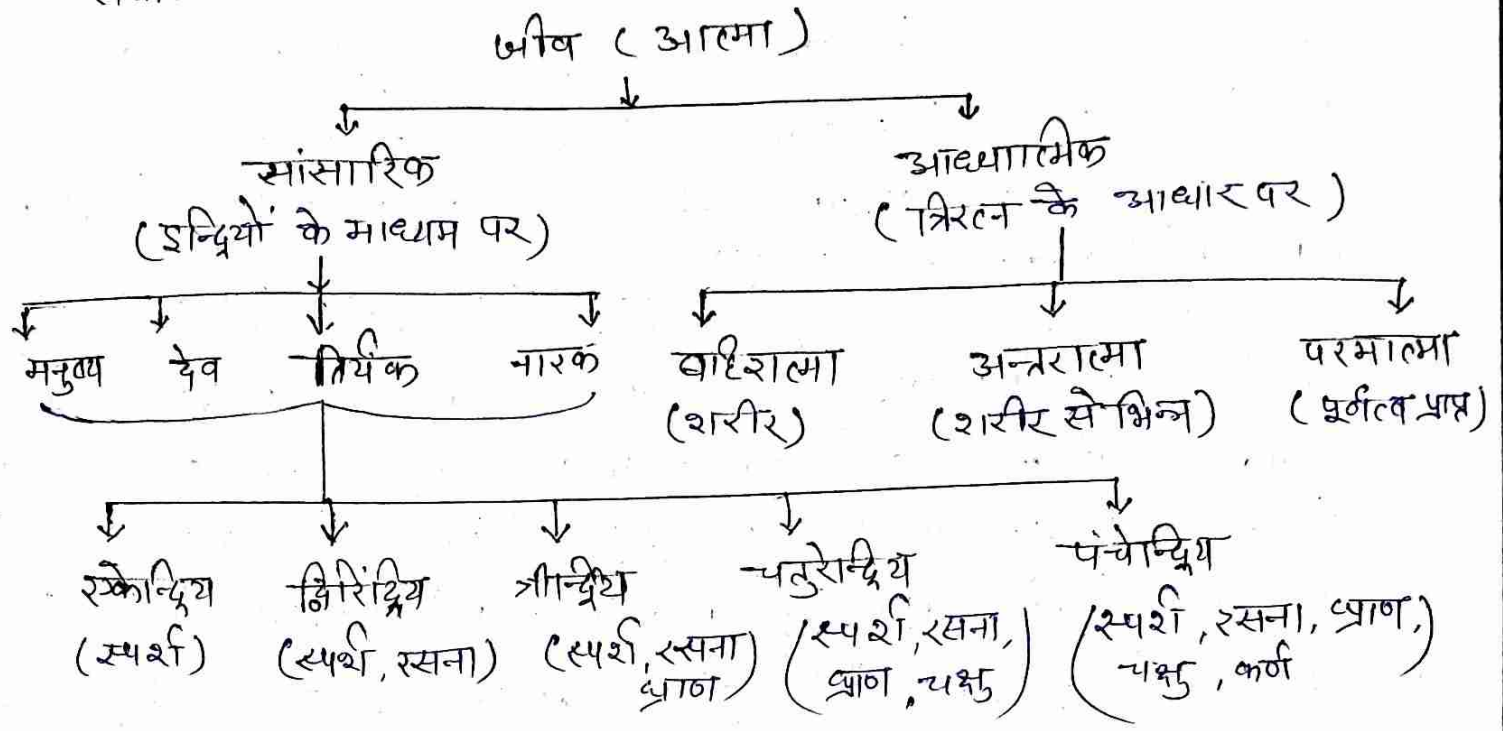 जीव (आत्मा)
सांसारिक
(इन्द्रियों के माध्यम पर)
आध्यात्मिक
(त्रिरत्न के आधार पर)
मनुष्य देव तिर्यक नारक
बहिरात्मा
(शरीर)
अन्तरात्मा
(शरीर से भिन्न)
परमात्मा
(पूर्णत्व प्राप्त)
एकेन्द्रिय
(स्पर्श)
द्विरिंद्रिय
(स्पर्श, रसना)
त्रीन्द्रिय
(स्पर्श, रसना
घ्राण)
चतुरेन्द्रिय
(स्पर्श, रसना,
घ्राण, चक्षु)
पंचेन्द्रिय
(स्पर्श, रसना, घ्राण,
चक्षु, कर्ण)